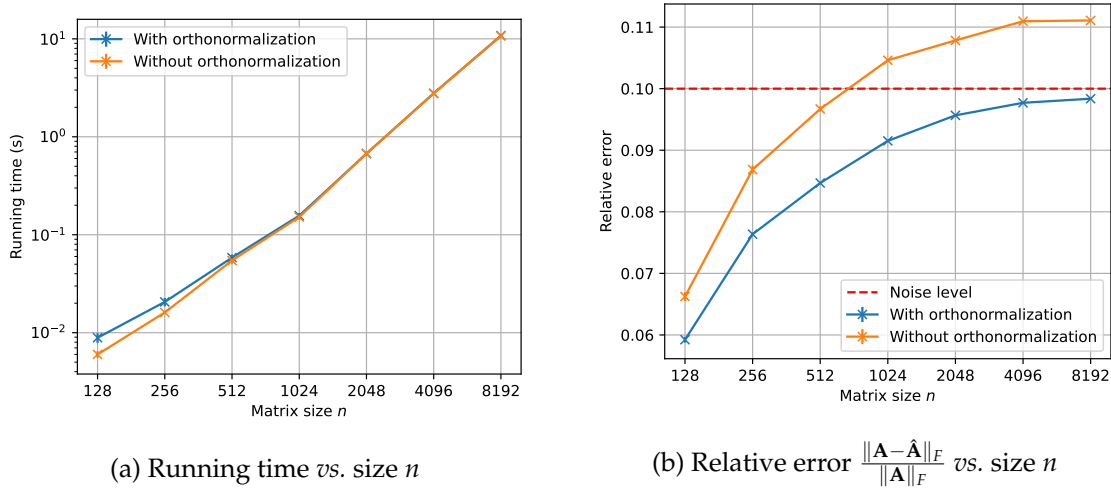 With orthonormalization
Without orthonormalization
10¹
10⁰
10⁻¹
10⁻²
Running time (s)
128 256 512 1024 2048 4096 8192
Matrix size n
(a) Running time vs. size n
0.11
0.10
0.09
0.08
0.07
0.06
Relative error
Noise level
With orthonormalization
Without orthonormalization
128 256 512 1024 2048 4096 8192
Matrix size n
(b) Relative error ‖A−Â‖_F / ‖A‖_F vs. size n